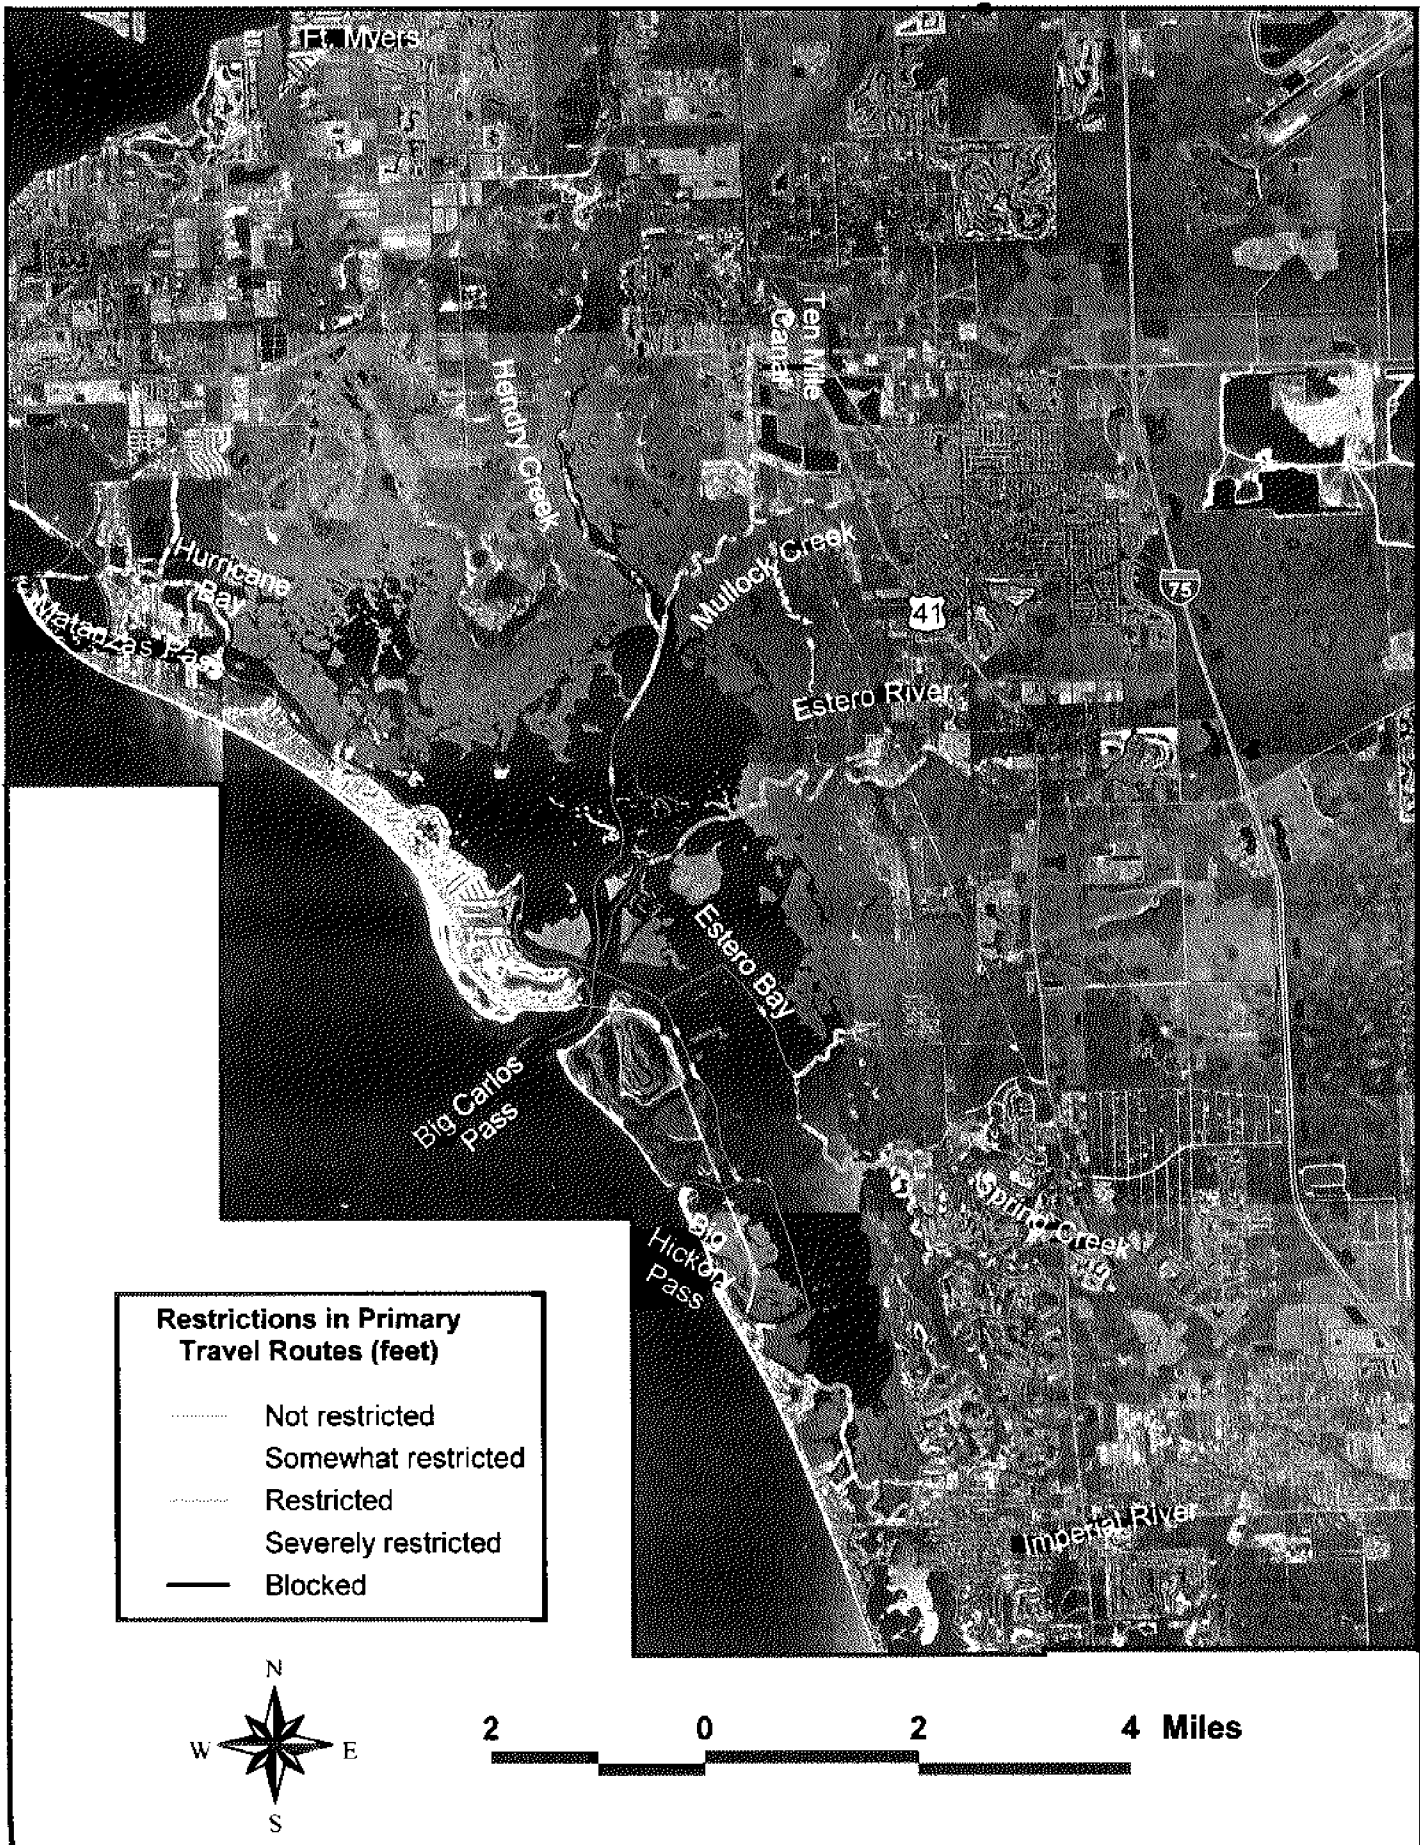 Ft. Myers
Ten Mile
Canal
Hendry Creek
Hurricane
Bay
Mullock Creek
75
41
Matanzas Pass
Estero River
Estero Bay
Big Carlos
Pass
Spring Creek
Big
Hickory
Pass
Restrictions in Primary
Travel Routes (feet)
Not restricted
Somewhat restricted
Restricted
Severely restricted
Blocked
Imperial River
N
W
E
S
2 0 2 4 Miles